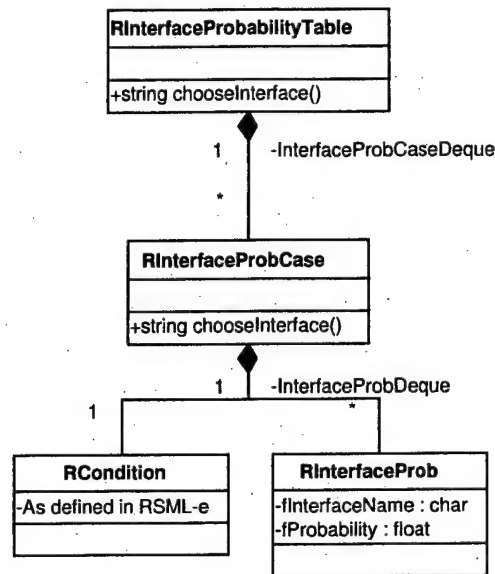 RInterfaceProbabilityTable
+string chooseInterface()
1 -InterfaceProbCaseDeque
*
RInterfaceProbCase
+string chooseInterface()
1 -InterfaceProbDeque
1 *
RCondition
-As defined in RSML-e
RInterfaceProb
-fInterfaceName : char
-fProbability : float